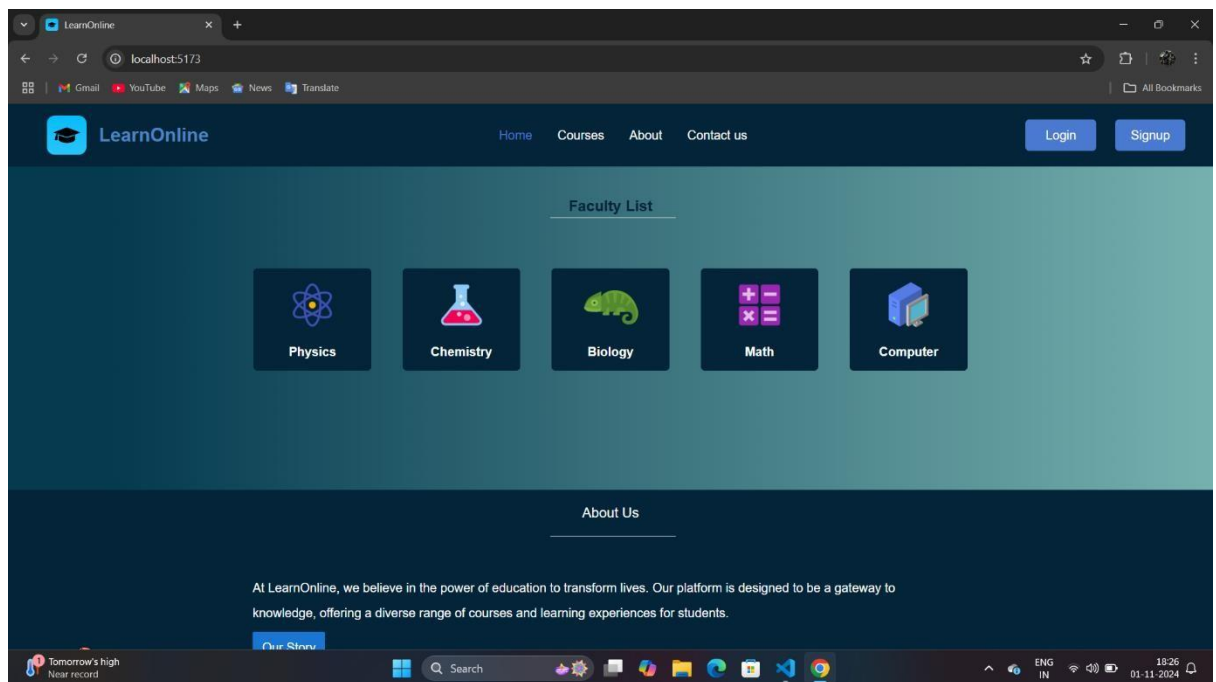 LearnOnline
localhost:5173
Gmail YouTube Maps News Translate All Bookmarks
LearnOnline Home Courses About Contact us Login Signup
Faculty List
Physics Chemistry Biology Math Computer
About Us
At LearnOnline, we believe in the power of education to transform lives. Our platform is designed to be a gateway to
knowledge, offering a diverse range of courses and learning experiences for students.
Our Story
1 Tomorrow's high
Near record
Search
ENG
IN
18:26
01-11-2024